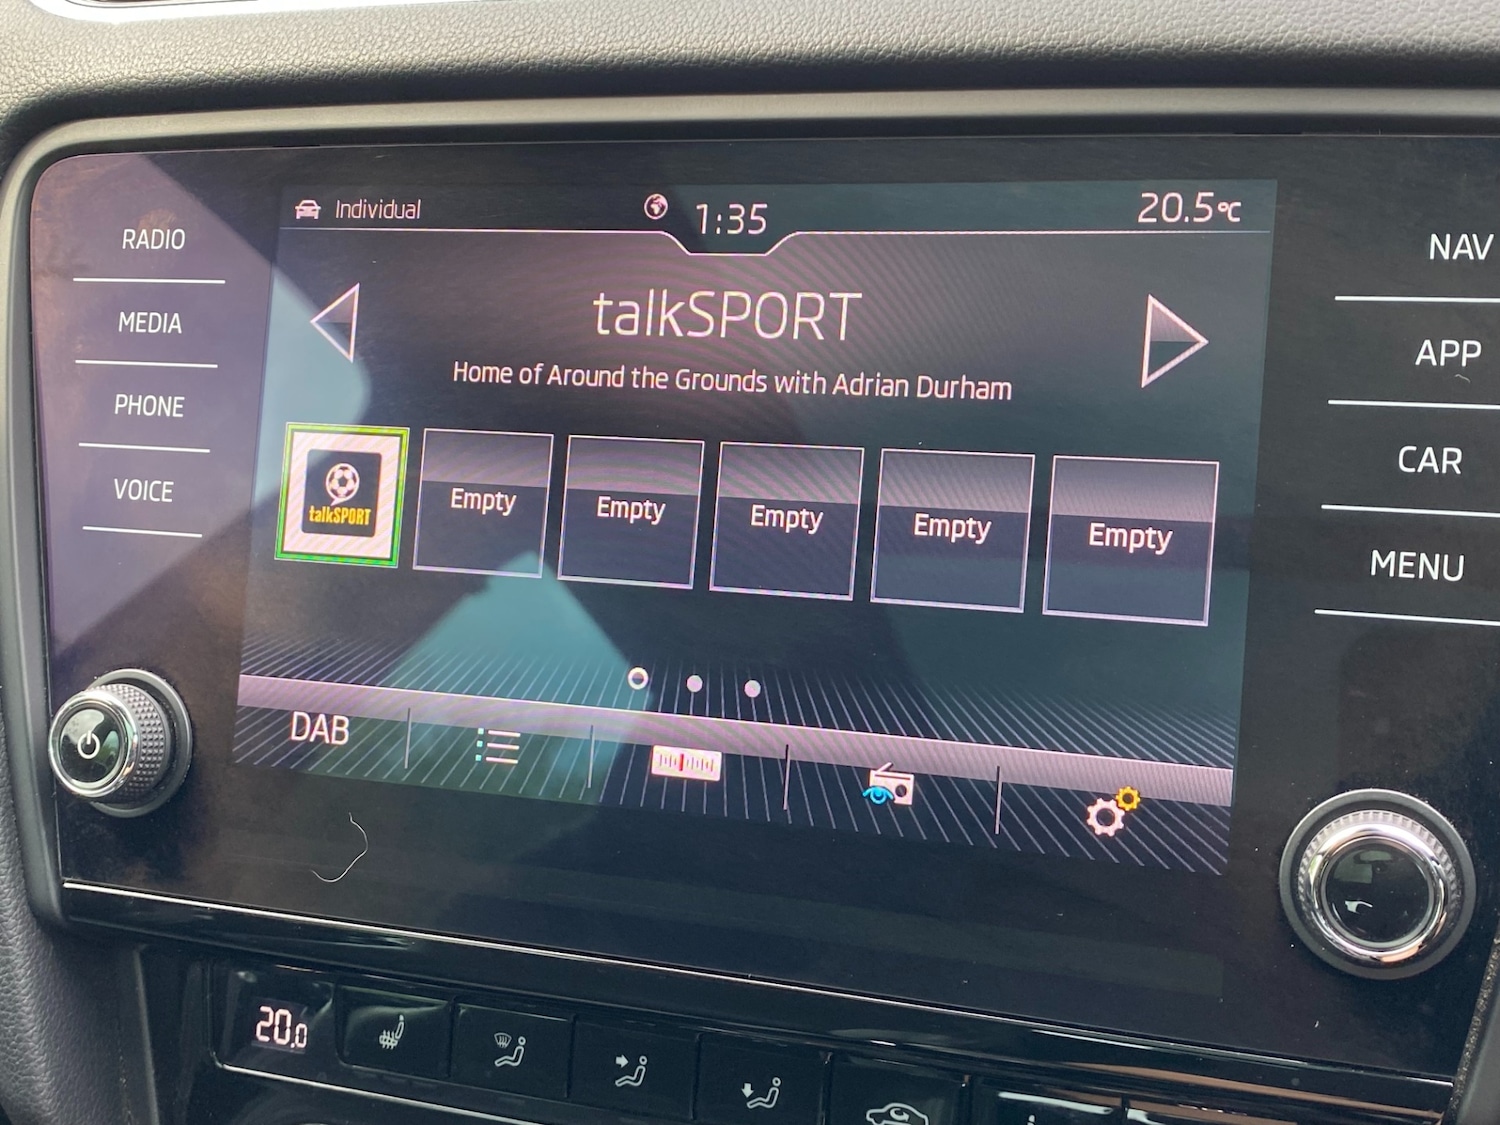 Individual
1:35
20.5°C
RADIO
MEDIA
PHONE
VOICE
talkSPORT
Home of Around the Grounds with Adrian Durham
talkSPORT
Empty
Empty
Empty
Empty
Empty
DAB
NAV
APP
CAR
MENU
20.0